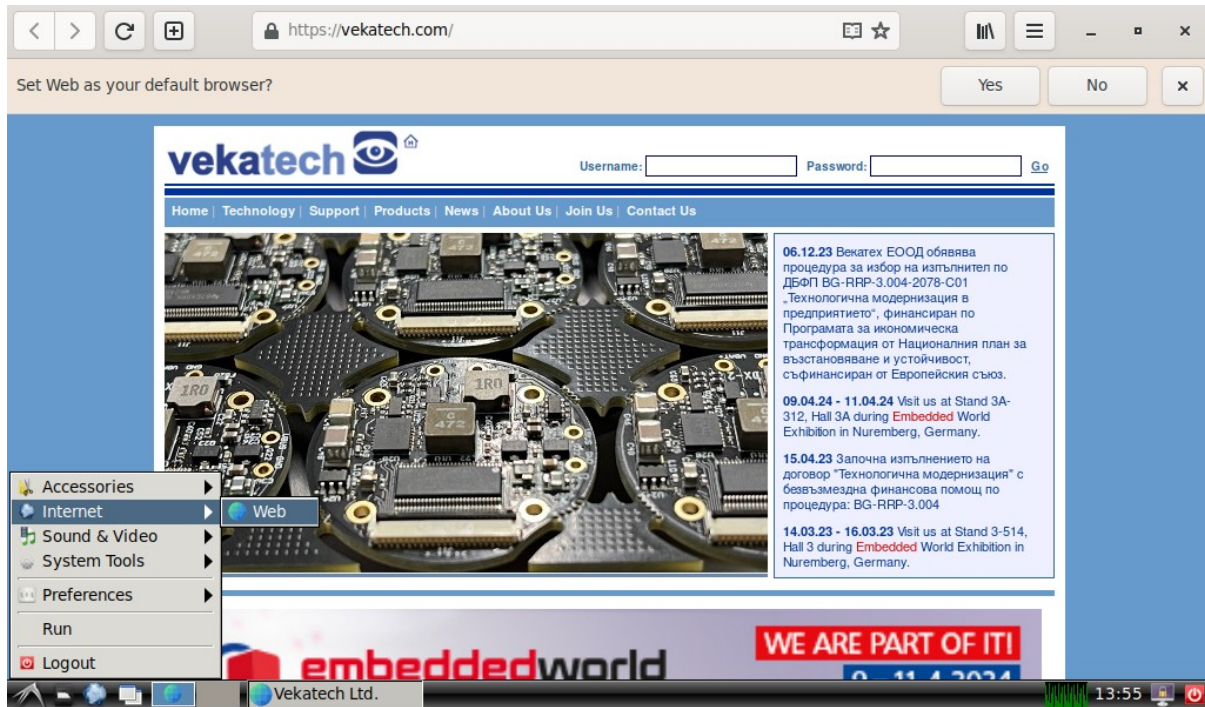 https://vekatech.com/
Set Web as your default browser?
Yes
No
vekatech
Username:
Password:
Go
Home | Technology | Support | Products | News | About Us | Join Us | Contact Us
06.12.23 Векатех ЕООД обявява
процедура за избор на изпълнител по
ДБФП BG-RRP-3.004-2078-C01
„Технологична модернизация в
предприятието“, финансиран по
Програмата за икономическа
трансформация от Националния план за
възстановяване и устойчивост,
съфинансиран от Европейския съюз.
09.04.24 - 11.04.24 Visit us at Stand 3A-
312, Hall 3A during Embedded World
Exhibition in Nuremberg, Germany.
15.04.23 Започна изпълнението на
договор "Технологична модернизация" с
безвъзмездна финансова помощ по
процедура: BG-RRP-3.004
14.03.23 - 16.03.23 Visit us at Stand 3-514,
Hall 3 during Embedded World Exhibition in
Nuremberg, Germany.
1R0
1R0
472
Accessories
Internet
Web
Sound & Video
System Tools
Preferences
Run
Logout
embeddedworld
WE ARE PART OF IT!
9 – 11.4.2024
Vekatech Ltd.
13:55